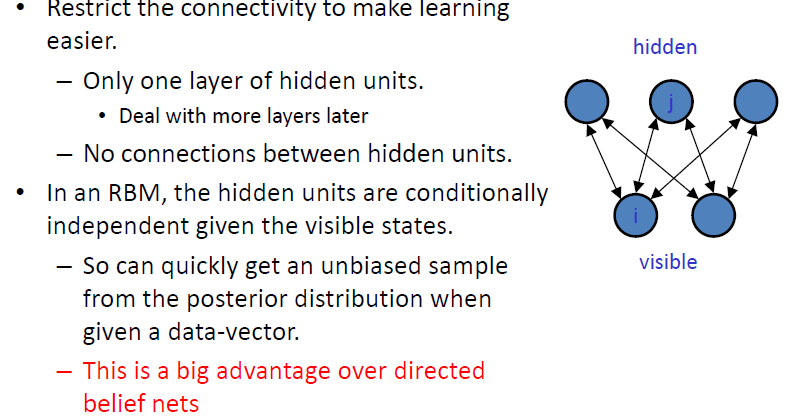 • Restrict the connectivity to make learning
easier.
– Only one layer of hidden units.
• Deal with more layers later
– No connections between hidden units.
• In an RBM, the hidden units are conditionally
independent given the visible states.
– So can quickly get an unbiased sample
from the posterior distribution when
given a data-vector.
– This is a big advantage over directed
belief nets
hidden
j
i
visible